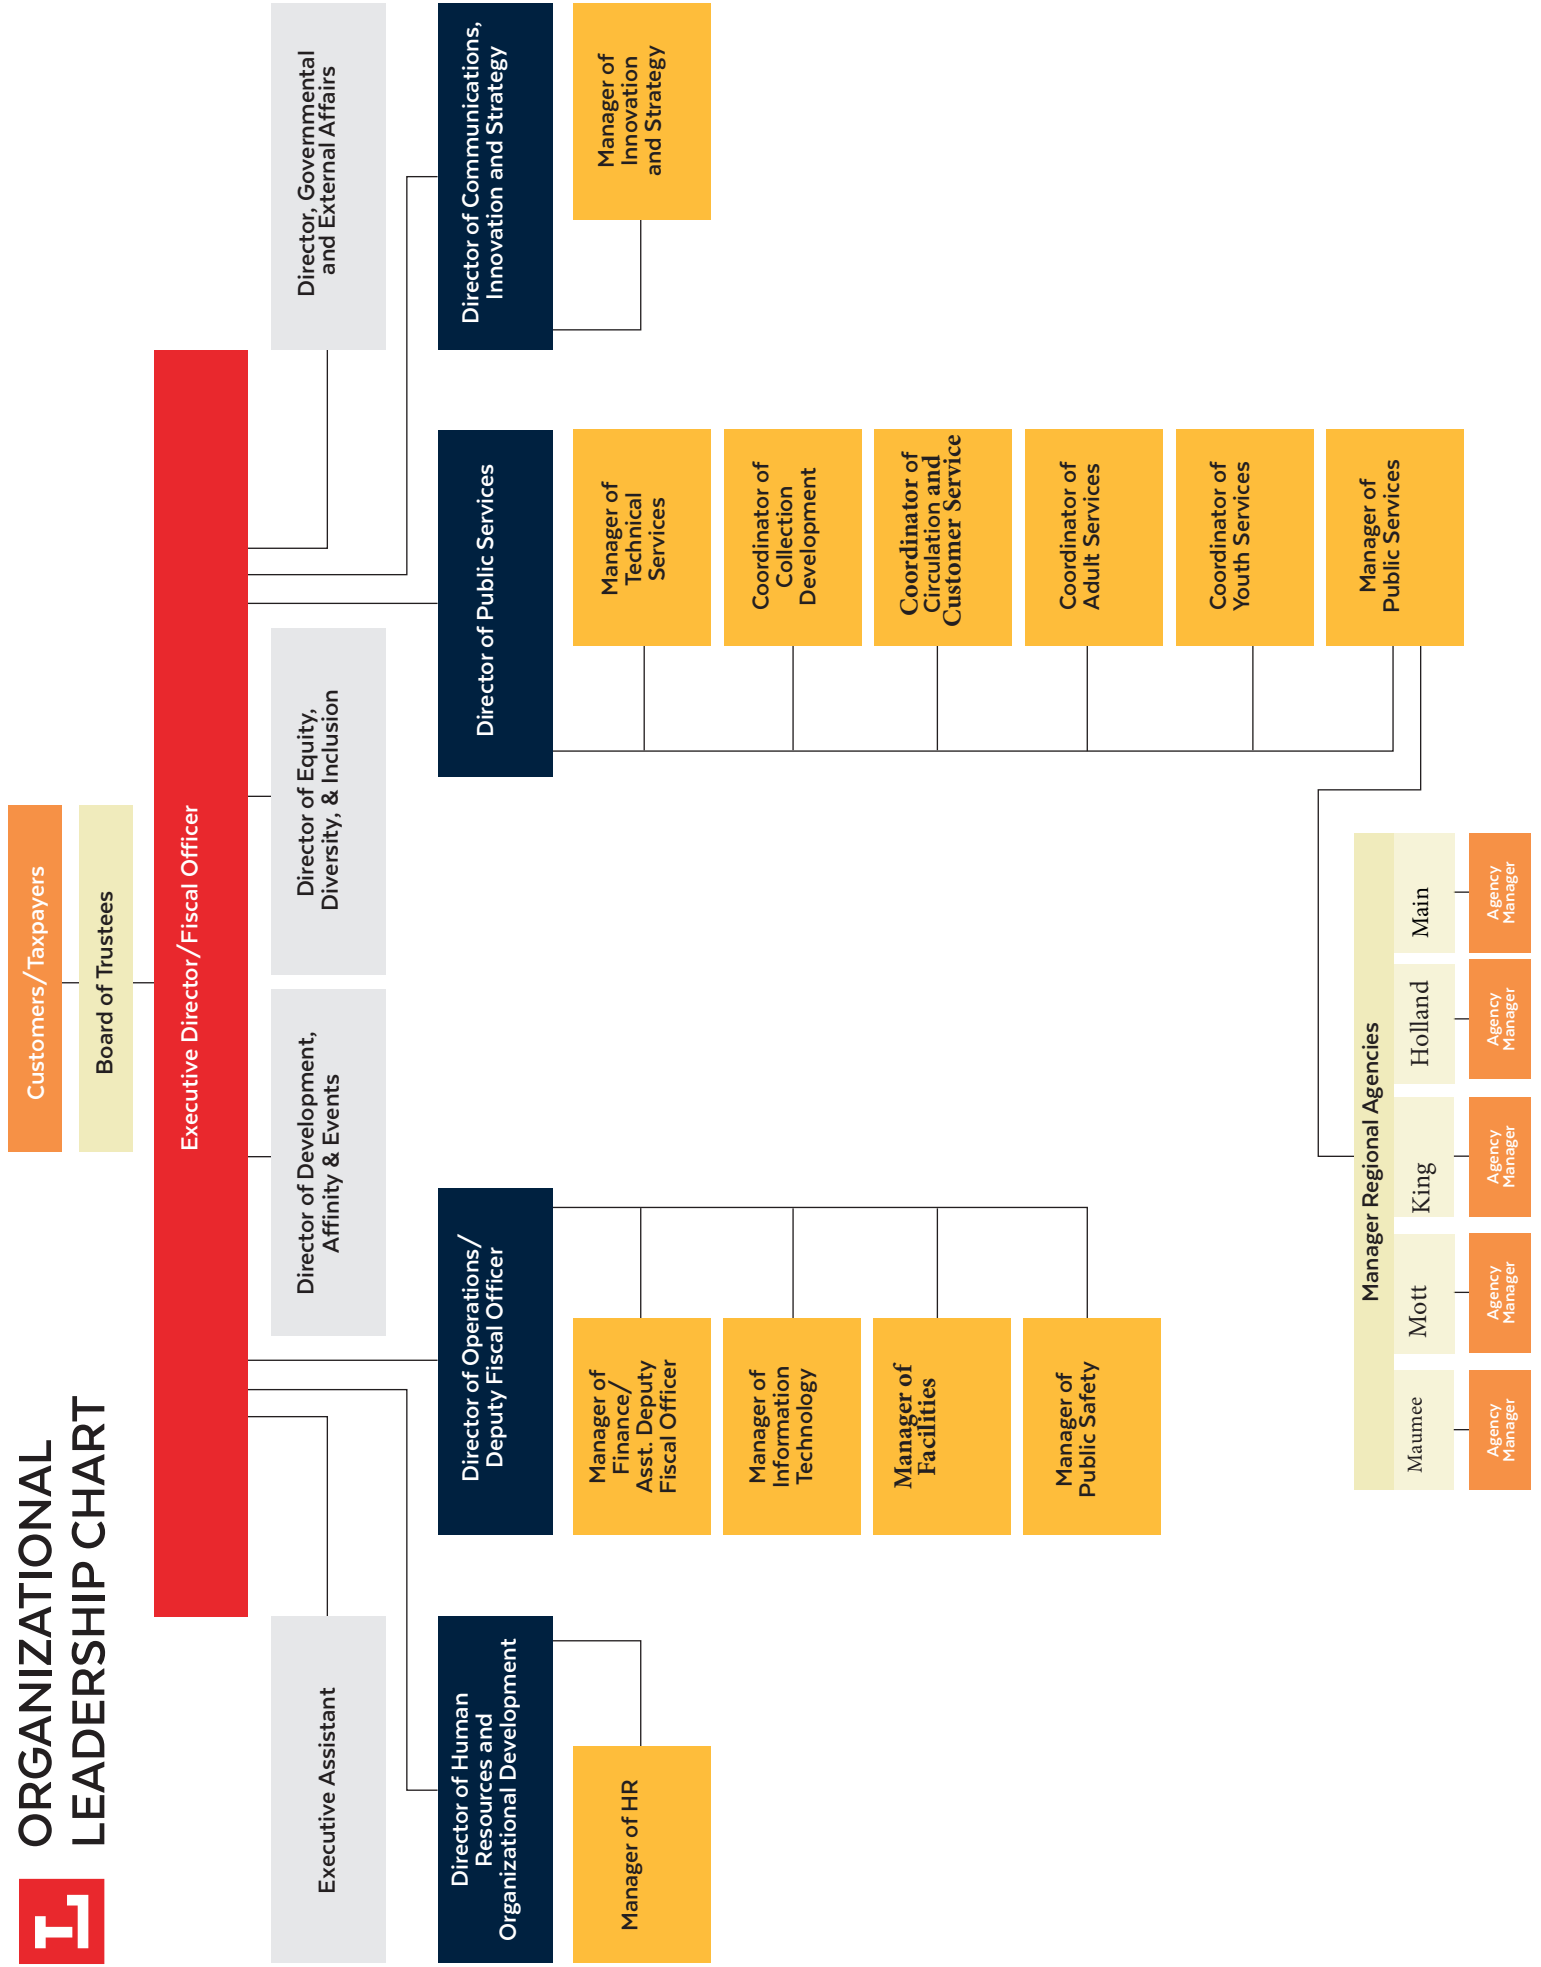 ORGANIZATIONAL
LEADERSHIP CHART
Customers/Taxpayers
Board of Trustees
Executive Director/Fiscal Officer
Executive Assistant
Director of Development,
Affinity & Events
Director of Equity,
Diversity, & Inclusion
Director, Governmental
and External Affairs
Director of Human
Resources and
Organizational Development
Director of Operations/
Deputy Fiscal Officer
Director of Public Services
Director of Communications,
Innovation and Strategy
Manager of HR
Manager of
Finance/
Asst. Deputy
Fiscal Officer
Manager of
Information
Technology
Manager of
Facilities
Manager of
Public Safety
Manager of
Technical
Services
Coordinator of
Collection
Development
Coordinator of
Circulation and
Customer Service
Coordinator of
Adult Services
Coordinator of
Youth Services
Manager of
Public Services
Manager of
Innovation
and Strategy
Manager Regional Agencies
Maumee
Mott
King
Holland
Main
Agency
Manager
Agency
Manager
Agency
Manager
Agency
Manager
Agency
Manager